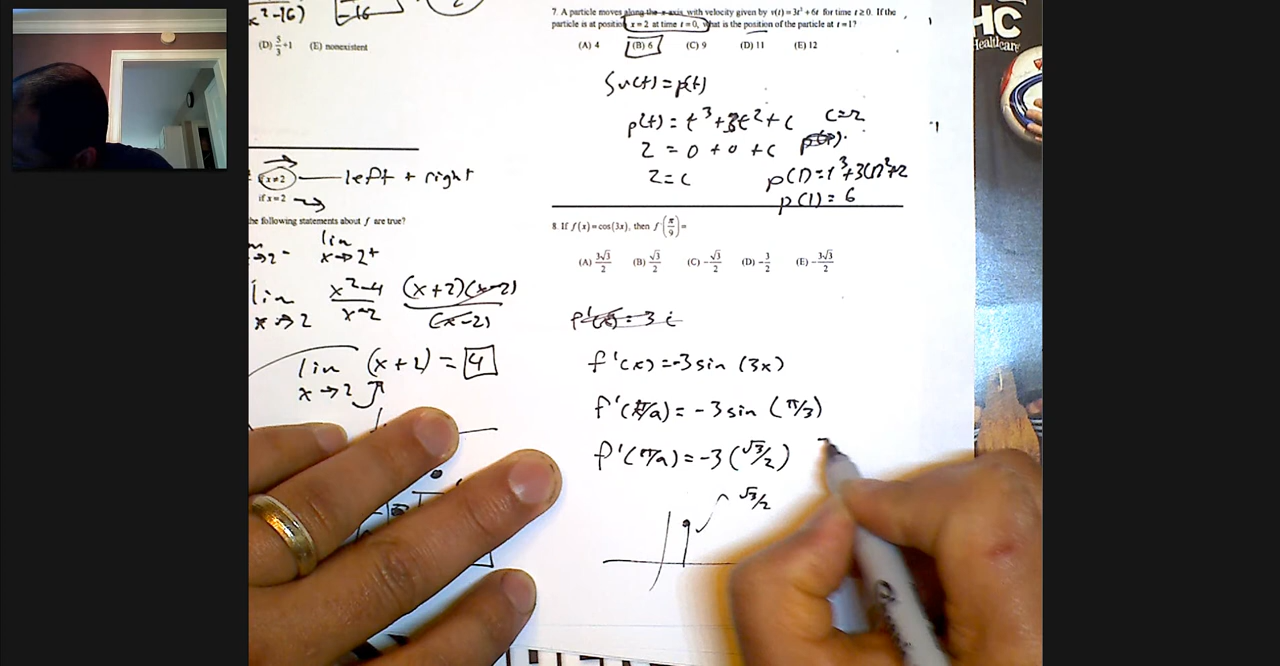 x²-16)
-16
(D) 5/3 +1 (E) nonexistent
x≠2 left + right
if x = 2
the following statements about f are true?
lim
x→2⁻ x→2+
lim x²-4/x-2 (x+2)(x-2)/(x-2)
x→2
lim (x+2) = 4
x→2
7. A particle moves along the x-axis with velocity given by v(t) = 3t² + 6t for time t ≥ 0. If the
particle is at position x = 2 at time t = 0, what is the position of the particle at t = 1?
(A) 4 (B) 6 (C) 9 (D) 11 (E) 12
∫v(t) = p(t)
p(t) = t³+3t²+c c=2
2 = 0 + 0 + c
2 = c p(1) = 1³+3(1)²+2
p(1) = 6
8. If f(x) = cos(3x), then f'(π/9) =
(A) 3√3/2 (B) √3/2 (C) -√3/2 (D) -3/2 (E) -3√3/2
f'(x) = -3 sin (3x)
f'(π/9) = -3 sin (π/3)
f'(π/9) = -3 (√3/2)
√3/2
HC
Healthcare